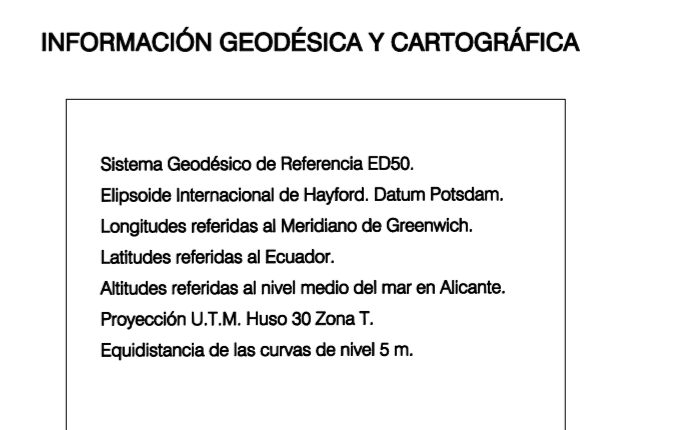 INFORMACIÓN GEODÉSICA Y CARTOGRÁFICA
Sistema Geodésico de Referencia ED50.
Elipsoide Internacional de Hayford. Datum Potsdam.
Longitudes referidas al Meridiano de Greenwich.
Latitudes referidas al Ecuador.
Altitudes referidas al nivel medio del mar en Alicante.
Proyección U.T.M. Huso 30 Zona T.
Equidistancia de las curvas de nivel 5 m.